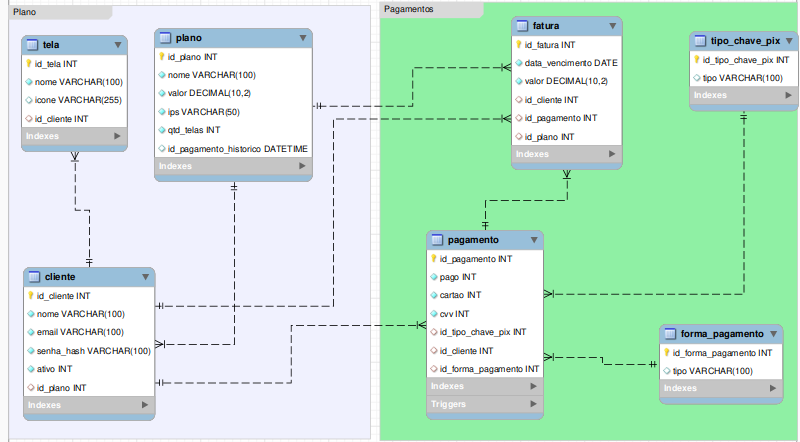 Plano
tela
id_tela INT
nome VARCHAR(100)
icone VARCHAR(255)
id_cliente INT
Indexes
plano
id_plano INT
nome VARCHAR(100)
valor DECIMAL(10,2)
ips VARCHAR(50)
qtd_telas INT
id_pagamento_historico DATETIME
Indexes
cliente
id_cliente INT
nome VARCHAR(100)
email VARCHAR(100)
senha_hash VARCHAR(100)
ativo INT
id_plano INT
Indexes
Pagamentos
fatura
id_fatura INT
data_vencimento DATE
valor DECIMAL(10,2)
id_cliente INT
id_pagamento INT
id_plano INT
Indexes
tipo_chave_pix
id_tipo_chave_pix INT
tipo VARCHAR(100)
Indexes
pagamento
id_pagamento INT
pago INT
cartao INT
cvv INT
id_tipo_chave_pix INT
id_cliente INT
id_forma_pagamento INT
Indexes
Triggers
forma_pagamento
id_forma_pagamento INT
tipo VARCHAR(100)
Indexes